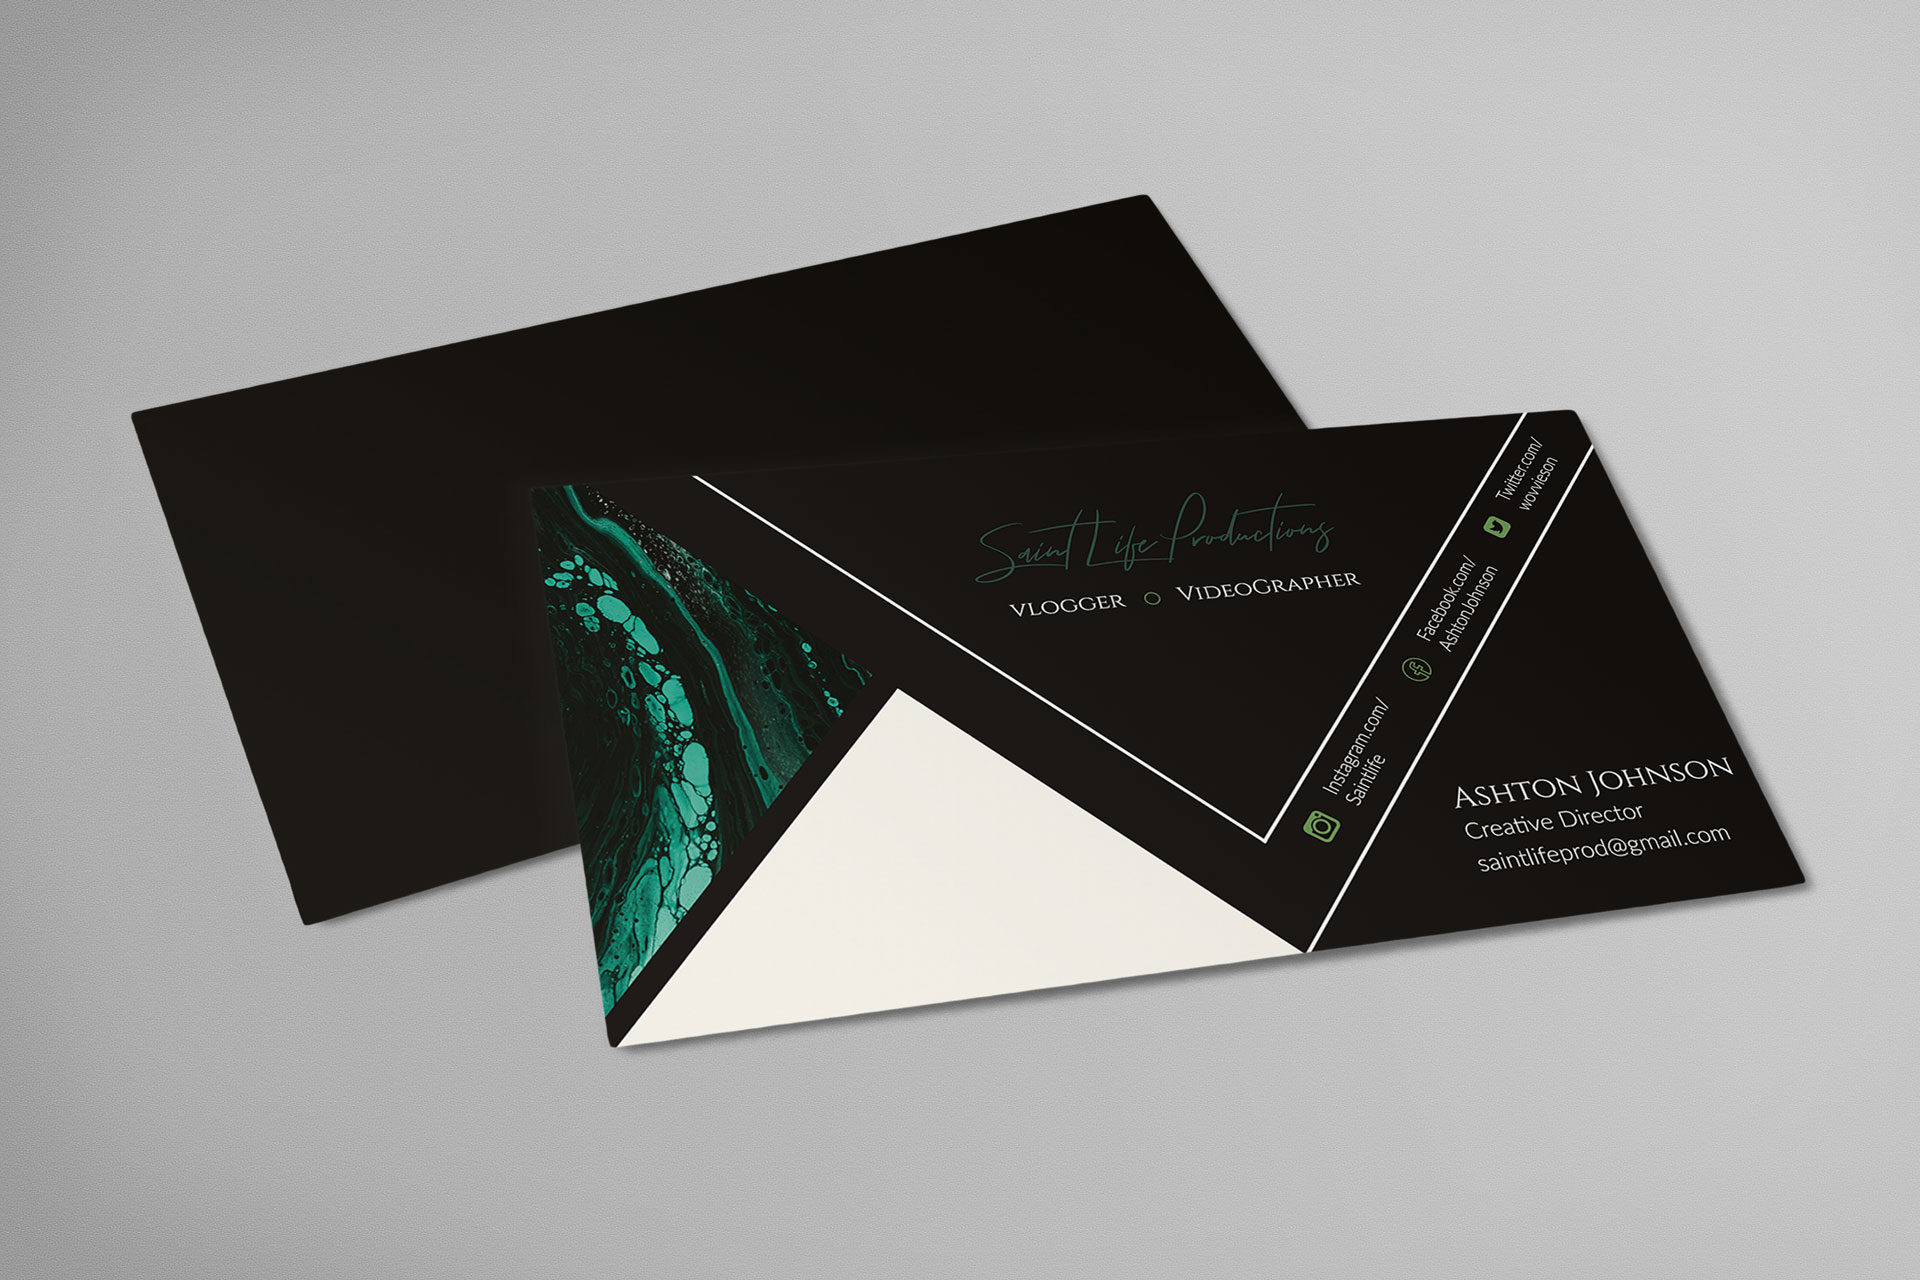 Saint Life Productions
VLOGGER O VIDEOGRAPHER
Twitter.com/
wovvieson
Facebook.com/
AshtonJohnson
Instagram.com/
Saintlife
ASHTON JOHNSON
Creative Director
saintlifeprod@gmail.com